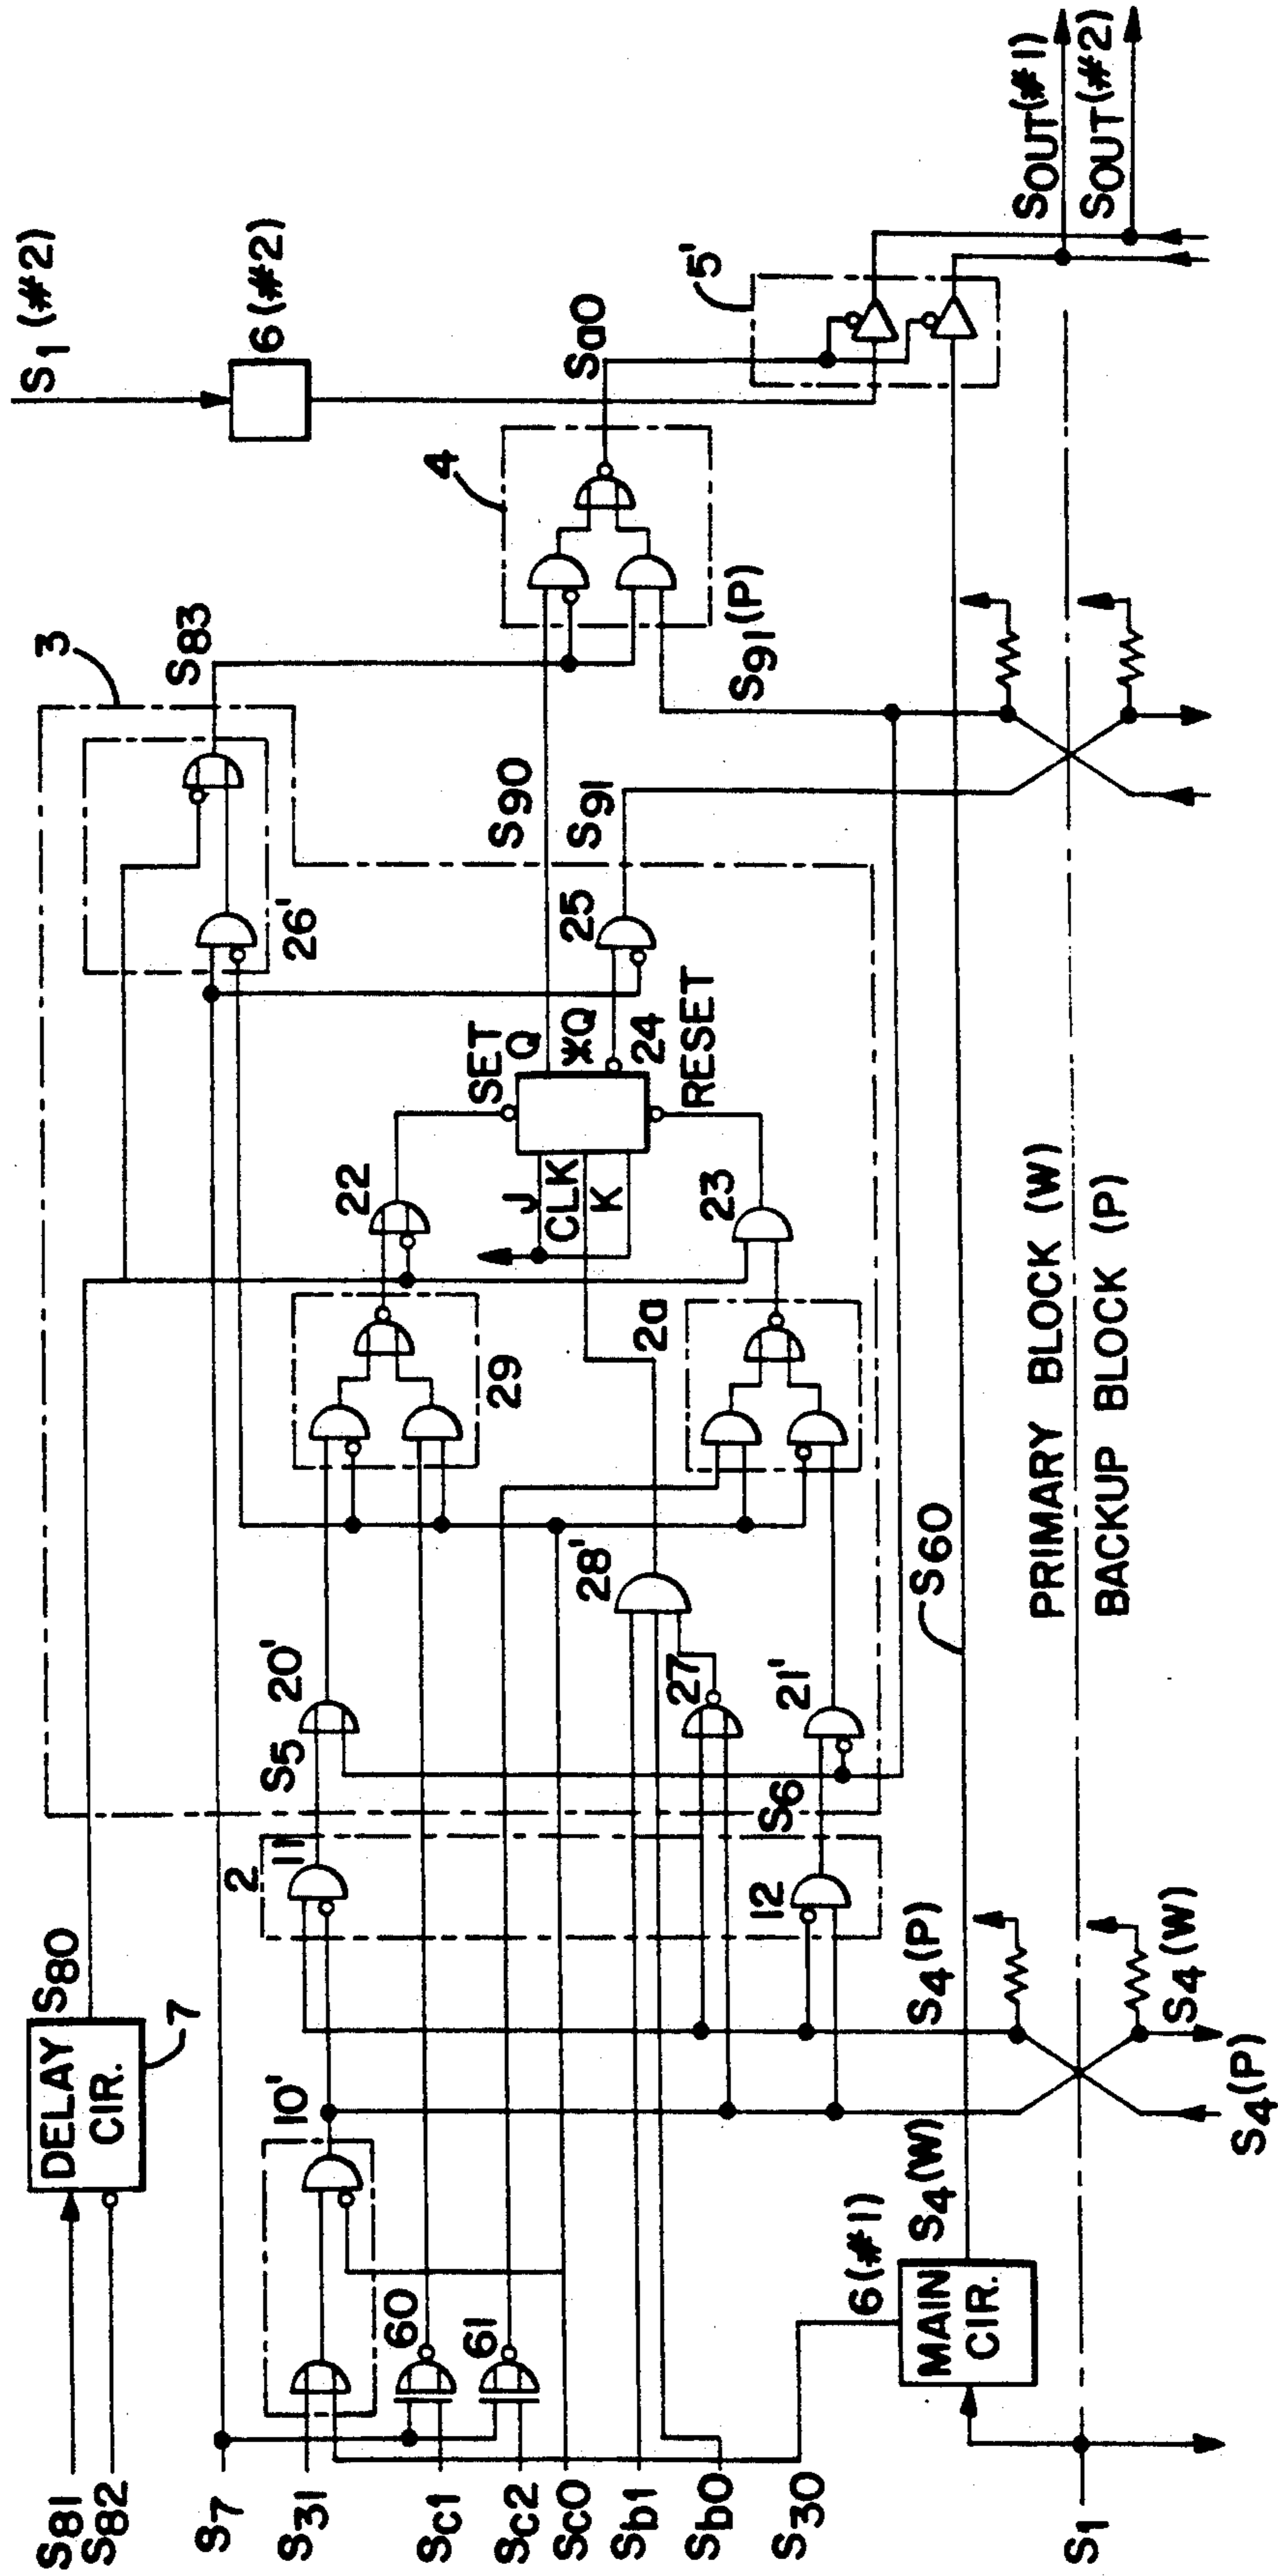 S81
S82
DELAY
CIR.
7
S80
3
S83
S1 (#2)
6 (#2)
S7
S31
10'
2
11
S5
20'
29
22
SET
Q
*Q
24
RESET
26'
25
S90
S91
4
Sa0
5'
60
61
Sc1
Sc2
Sc0
Sb1
Sb0
S30
12
S6
27
21'
28'
2a
J
CLK
K
23
S91(P)
6 (#1)
S4(W)
S4(P)
S60
MAIN
CIR.
S1
S4(P)
S4(W)
PRIMARY BLOCK (W)
BACKUP BLOCK (P)
SOUT(#1)
SOUT(#2)